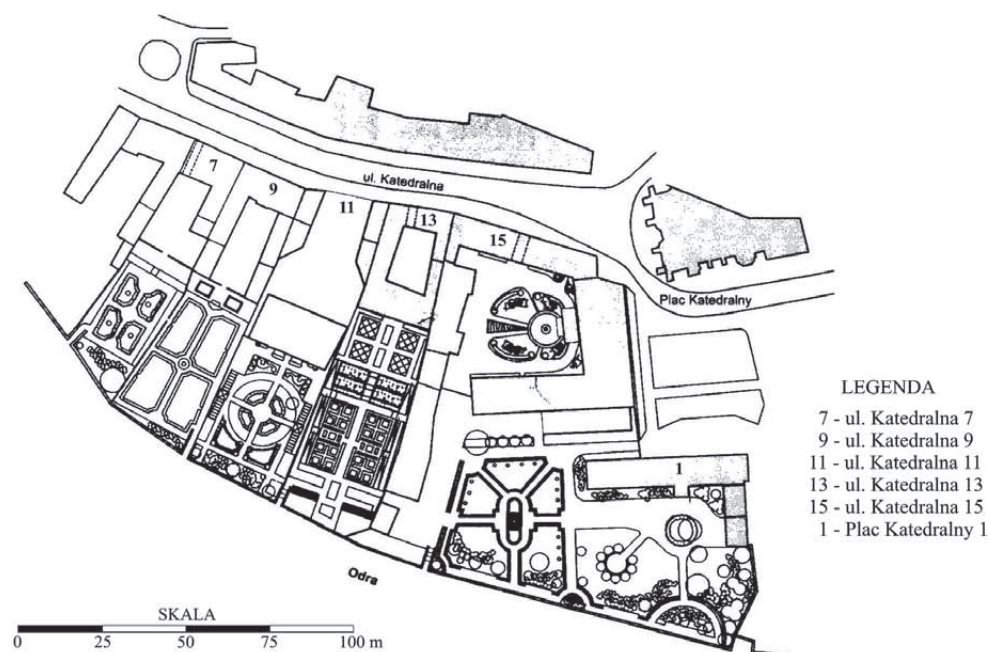 7
9
ul. Katedralna
11
13
15
Plac Katedralny
1
Odra
LEGENDA
7 - ul. Katedralna 7
9 - ul. Katedralna 9
11 - ul. Katedralna 11
13 - ul. Katedralna 13
15 - ul. Katedralna 15
1 - Plac Katedralny 1
SKALA
0 25 50 75 100 m